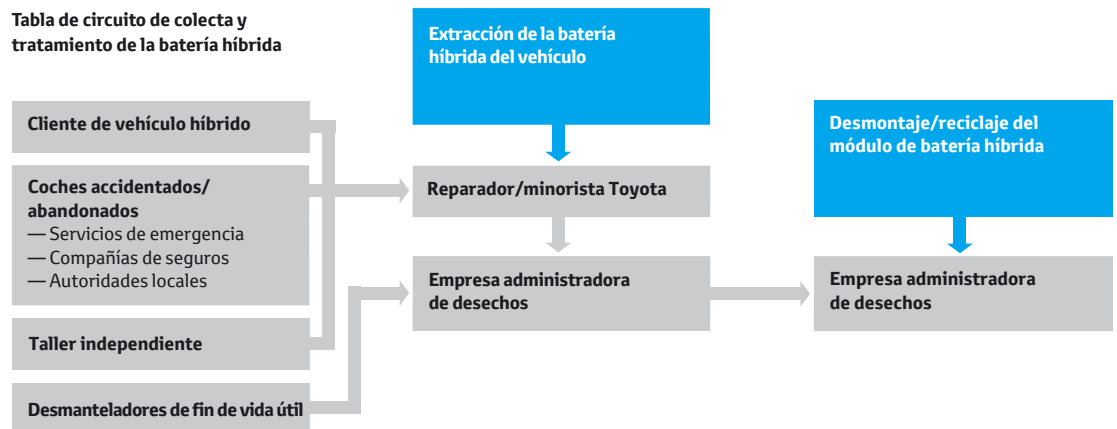 Tabla de circuito de colecta y
tratamiento de la batería híbrida
Extracción de la batería
híbrida del vehículo
Cliente de vehículo híbrido
Desmontaje/reciclaje del
módulo de batería híbrida
Coches accidentados/
abandonados
— Servicios de emergencia
— Compañías de seguros
— Autoridades locales
Reparador/minorista Toyota
Empresa administradora
de desechos
Empresa administradora
de desechos
Taller independiente
Desmanteladores de fin de vida útil